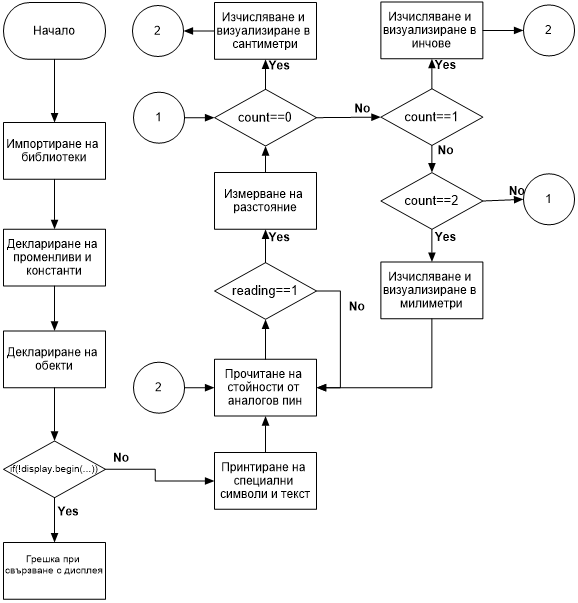 Начало
Импортиране на
библиотеки
Деклариране на
променливи и
константи
Деклариране на
обекти
if(!display.begin(...))
No
Yes
Грешка при
свързване с дисплея
Принтиране на
специални
символи и текст
2
Прочитане на
стойности от
аналогов пин
reading==1
No
Yes
Измерване на
разстояние
1
count==0
No
Yes
Изчисляване и
визуализиране в
сантиметри
2
count==1
Yes
Изчисляване и
визуализиране в
инчове
2
No
count==2
No
1
Yes
Изчисляване и
визуализиране в
милиметри